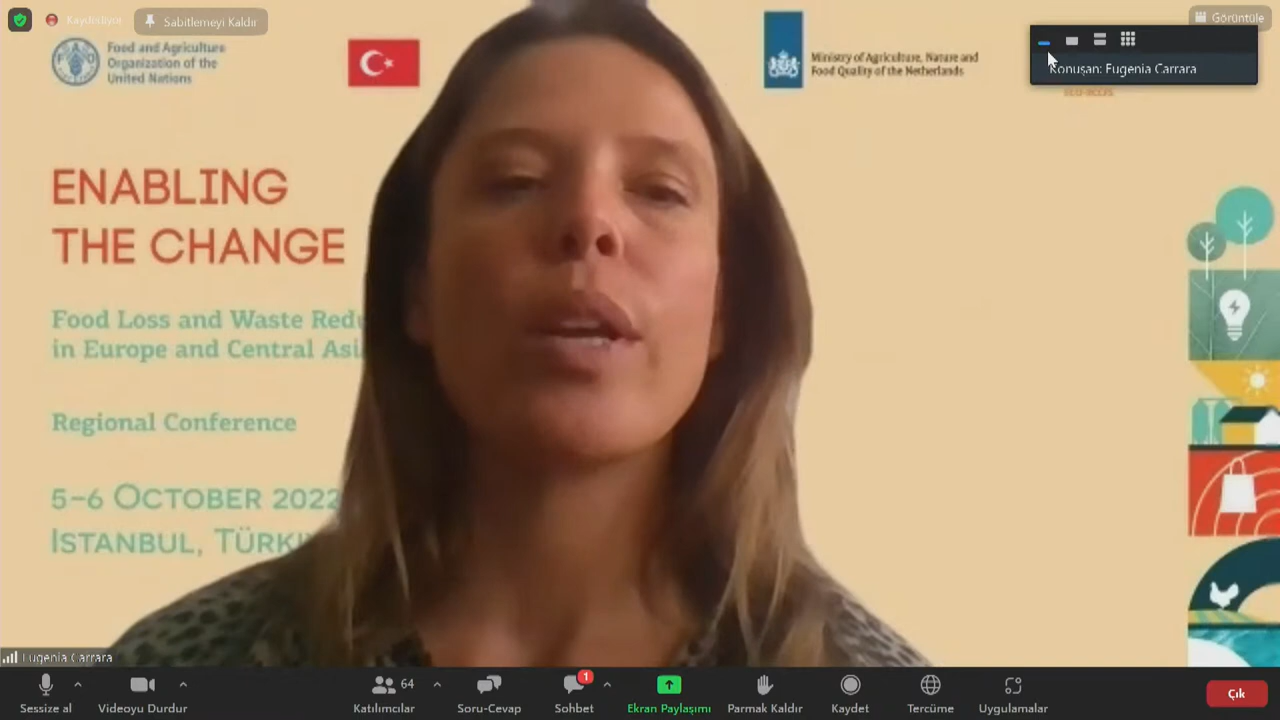 Kaydediliyor
Sabitlemeyi Kaldır
Görüntüle
Food and Agriculture
Organization of the
United Nations
Ministry of Agriculture, Nature and
Food Quality of the Netherlands
Konuşan: Eugenia Carrara
ENABLING
THE CHANGE
Food Loss and Waste Redu
in Europe and Central Asi
Regional Conference
5-6 OCTOBER 2022
ISTANBUL, TÜRKI
Eugenia Carrara
64
1
Sessize al
Videoyu Durdur
Katılımcılar
Soru-Cevap
Sohbet
Ekran Paylaşımı
Parmak Kaldır
Kaydet
Tercüme
Uygulamalar
Çık